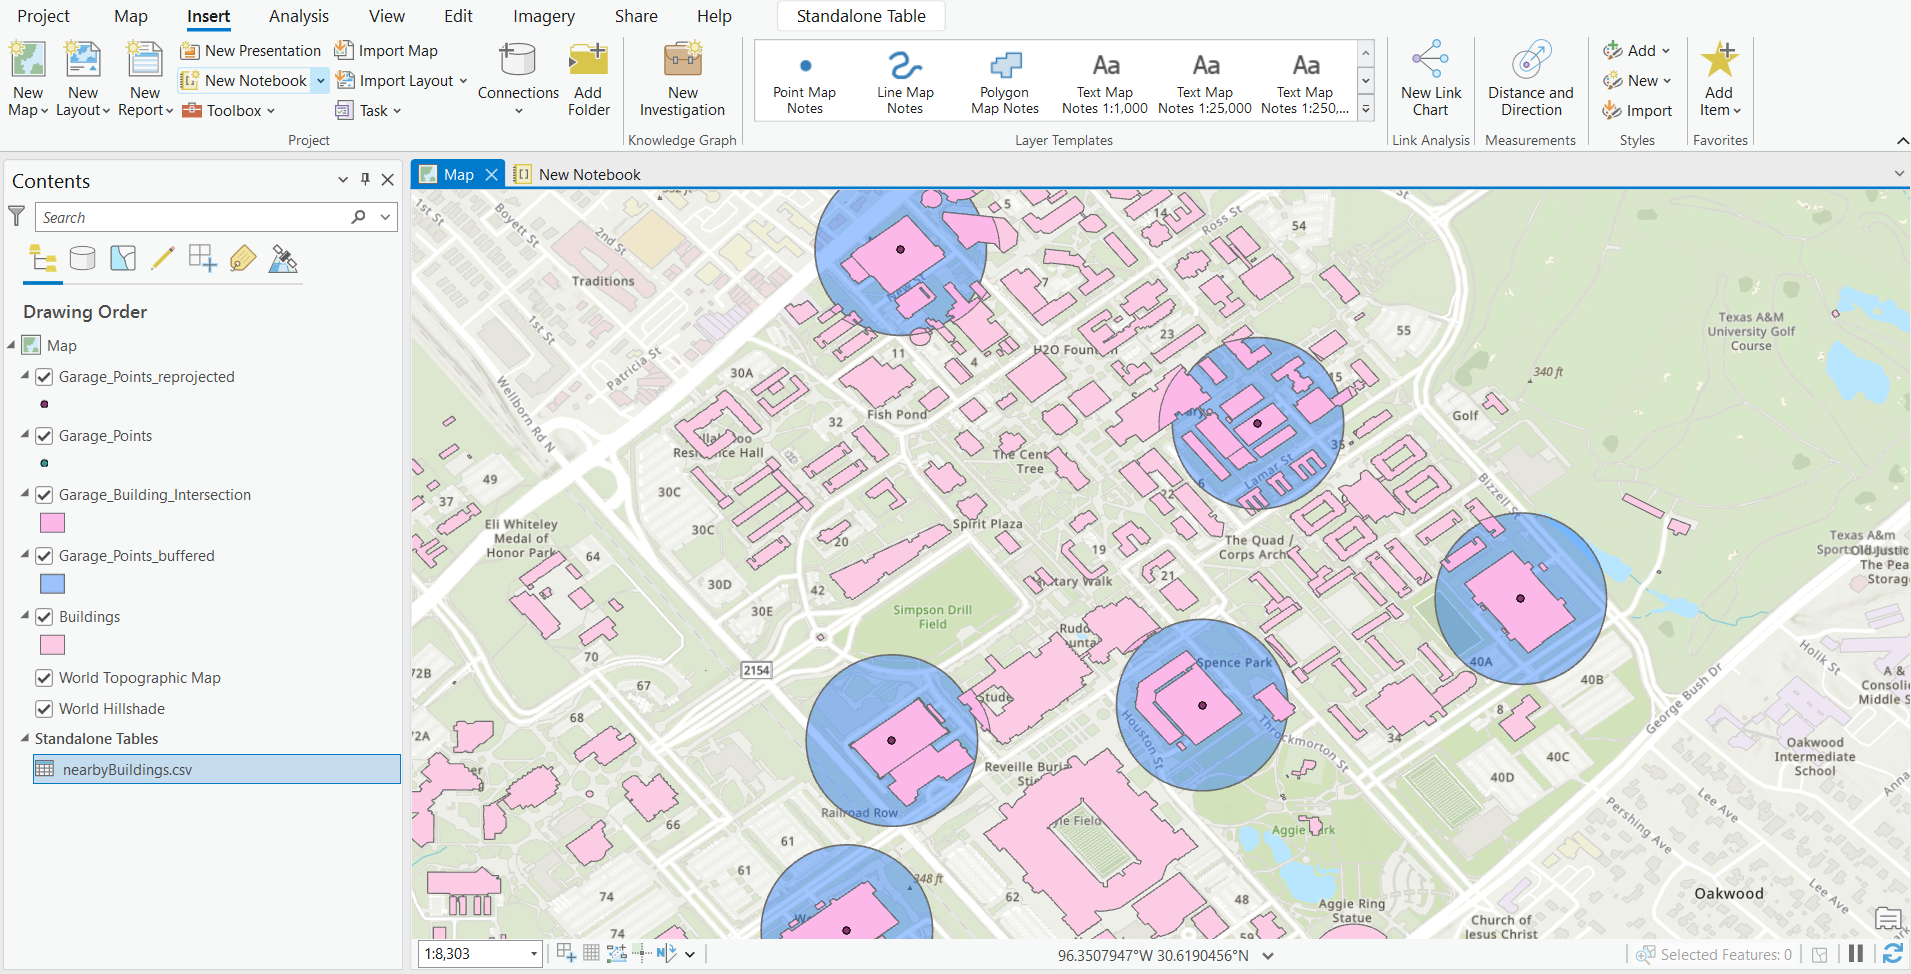 Project Map Insert Analysis View Edit Imagery Share Help Standalone Table
New Map
New Layout
New Report
New Presentation
New Notebook
Toolbox
Import Map
Import Layout
Task
Connections
Add Folder
Project
New Investigation
Knowledge Graph
Point Map Notes
Line Map Notes
Polygon Map Notes
Aa
Text Map Notes 1:1,000
Aa
Text Map Notes 1:25,000
Aa
Text Map Notes 1:250,...
Layer Templates
New Link Chart
Link Analysis
Distance and Direction
Measurements
Add
New
Import
Styles
Add Item
Favorites
Contents
Search
Drawing Order
Map
Garage_Points_reprojected
Garage_Points
Garage_Building_Intersection
Garage_Points_buffered
Buildings
World Topographic Map
World Hillshade
Standalone Tables
nearbyBuildings.csv
Map
New Notebook
1st St
Boyett St
2nd St
Traditions
1st St
Patricia St
Wellborn Rd N
5
14
Ross St
54
7
23
55
H2O
11
4
30A
32
Fish Pond
15
Golf
340 ft
Texas A&M
University Golf
Course
49
37
Eli Whiteley
Medal of
Honor Park
64
30C
30C
30D
30E
20
42
Spirit Plaza
The
Tree
22
6
Lamar St
35
Bizzell St
The Quad /
Corps Arch
19
21
Walk
Simpson Drill
Field
2154
70
67
68
72B
72A
66
61
61
74
74
Railroad Row
348 ft
62
Stude
Spence Park
Houston St
Throckmorton St
Reveille Buria
yle Field
34
8
40A
40B
40C
40D
48
59
Aggie Park
Aggie Ring
Statue
George Bush Dr
Pershing Ave
Lee Ave
Lee Ave
Holik St
Anna
Texas A&m
The Pea
Storag
A &
Consoli
Middle S
Oakwood
Intermediate
School
Oakwood
Church of
Jesus Christ
1:8,303
96.3507947°W 30.6190456°N
Selected Features: 0